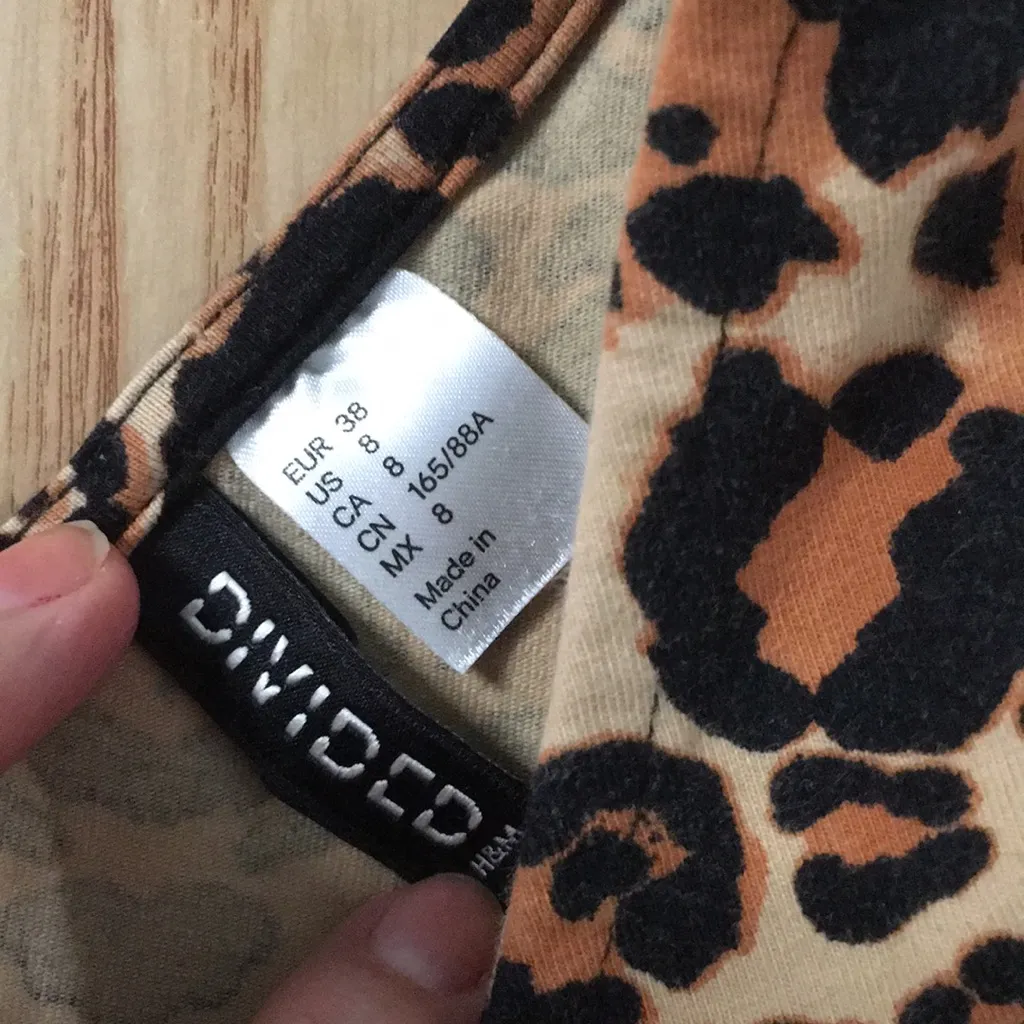 EUR 38
US 8
CA 8
CN 165/88A
MX 8
Made in
China
DIVIDED
H&M